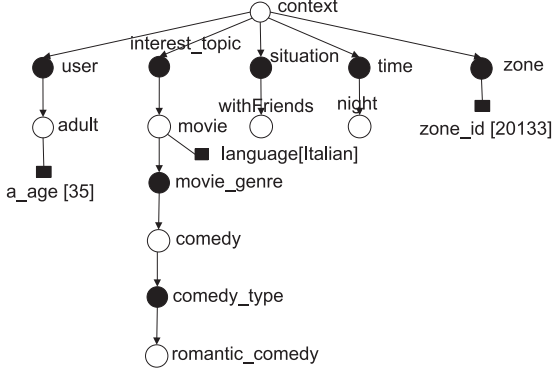 context
interest_topic
situation
user
time
zone
withFriends
night
adult
movie
zone_id [20133]
language[Italian]
a_age [35]
movie_genre
comedy
comedy_type
romantic_comedy